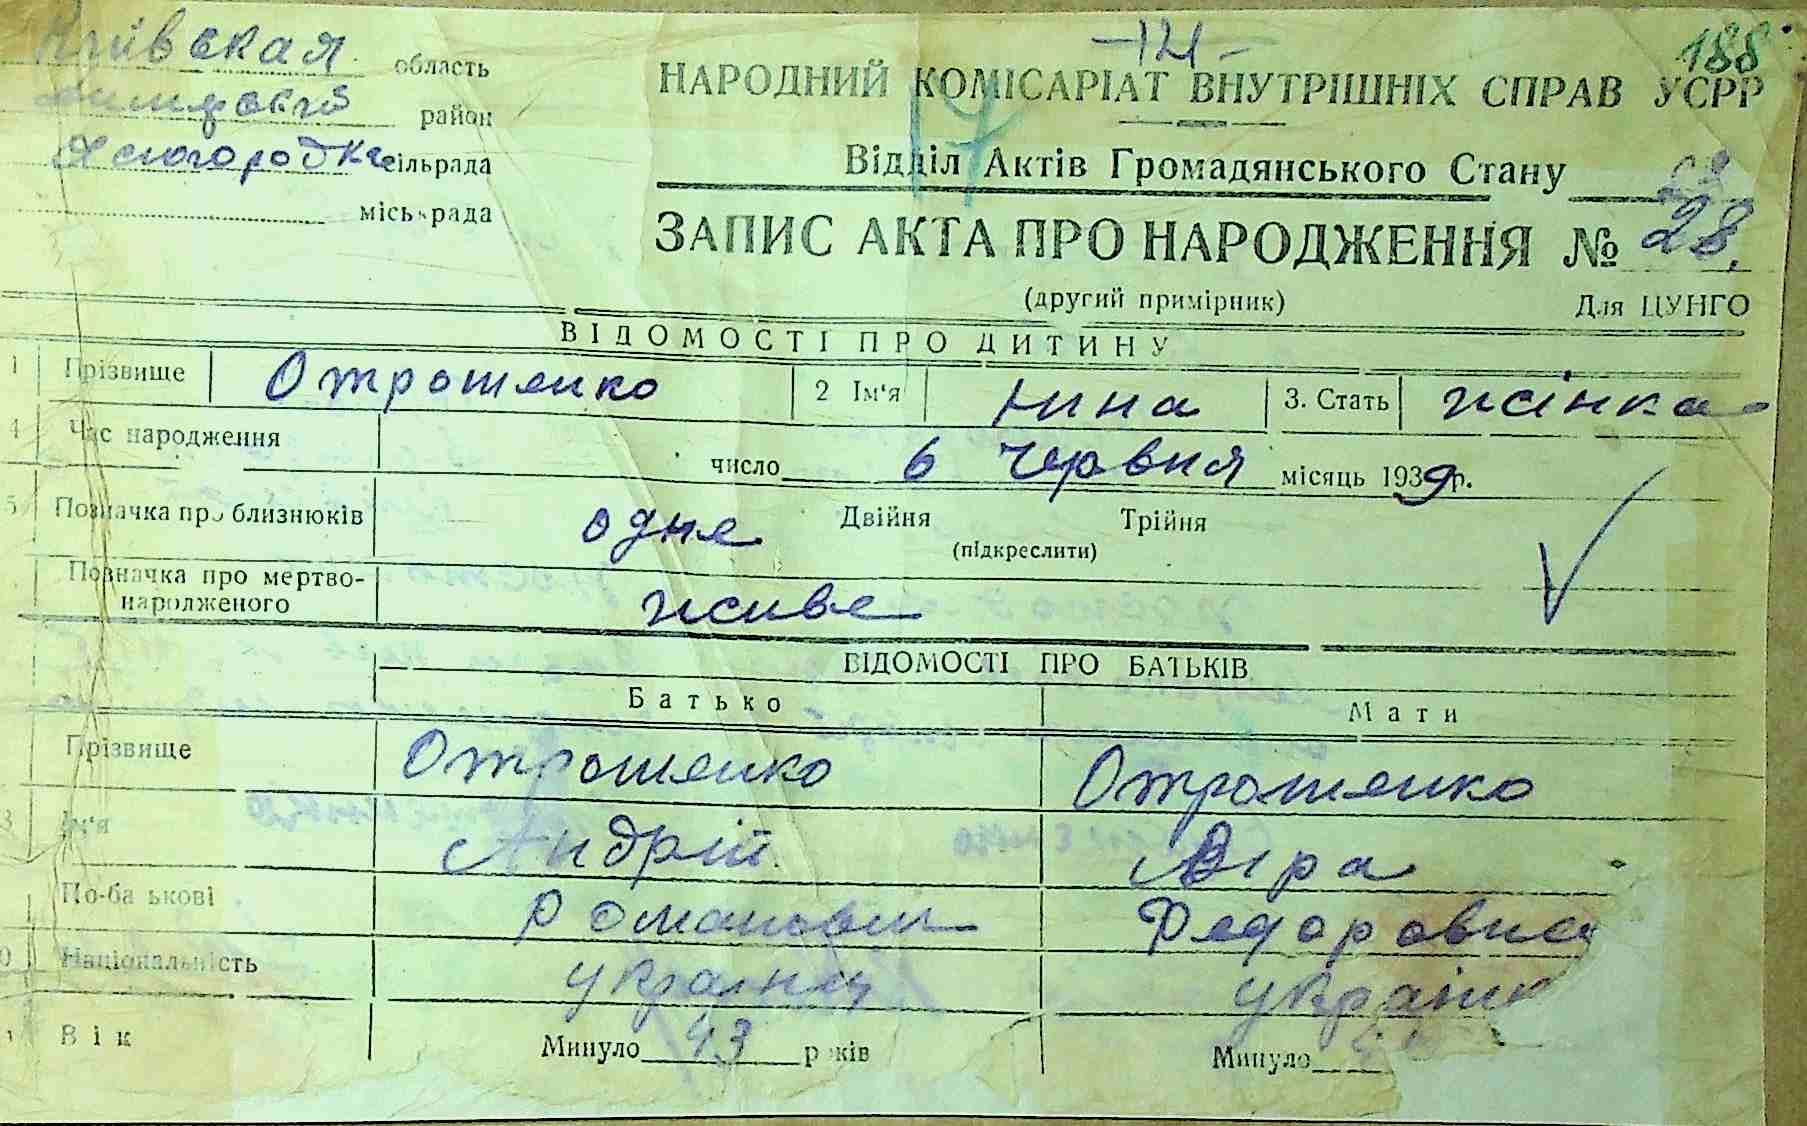 Київская область
-14-
188
район
НАРОДНИЙ КОМІСАРІАТ ВНУТРІШНІХ СПРАВ УСРР
Ясногородка сільрада
Відділ Актів Громадянського Стану
міськрада
ЗАПИС АКТА ПРО НАРОДЖЕННЯ № 28.
(другий примірник) Для ЦУНГО
ВІДОМОСТІ ПРО ДИТИНУ
1 Прізвище Отрошенко 2 Ім'я Нина 3. Стать жінка
4 Час народження число 6 червня місяць 1939р.
5 Позначка про близнюків одне Двійня Трійня
(підкреслити)
Позначка про мертво-
народженого живе
ВІДОМОСТІ ПРО БАТЬКІВ
Батько Мати
Прізвище Отрошенко Отрошенко
8 Ім'я Андрій Віра
По-батькові Романович Федоровна
Національність
Вік Минуло 43 років Минуло